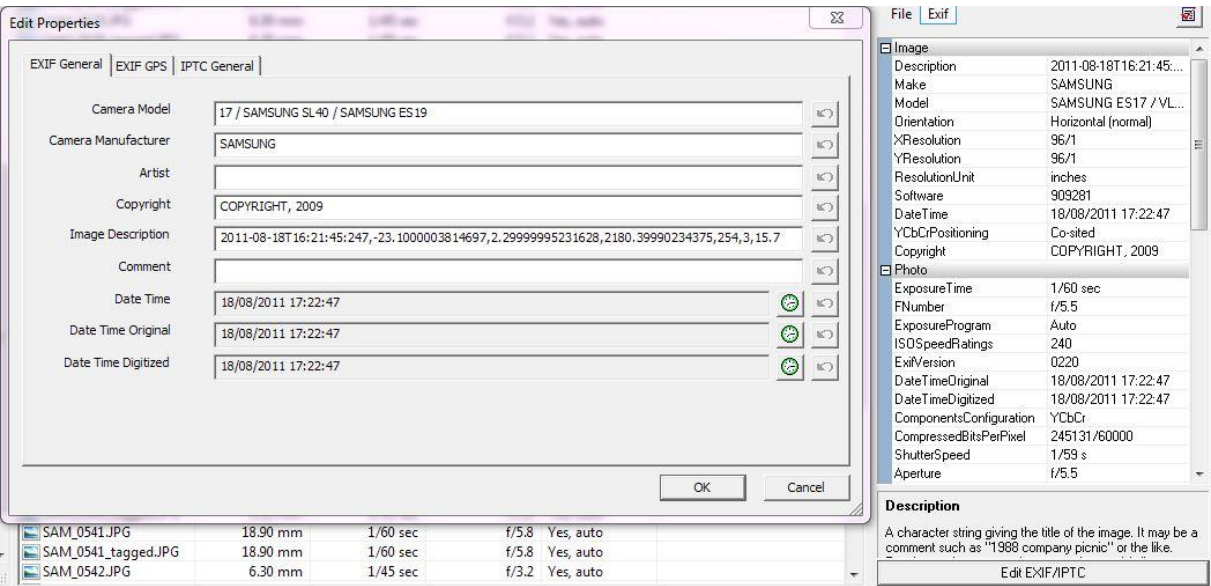 Edit Properties
EXIF General EXIF GPS IPTC General
Camera Model 17 / SAMSUNG SL40 / SAMSUNG ES19
Camera Manufacturer SAMSUNG
Artist
Copyright COPYRIGHT, 2009
Image Description 2011-08-18T16:21:45:247,-23.1000003814697,2.29999995231628,2180.39990234375,254,3,15.7
Comment
Date Time 18/08/2011 17:22:47
Date Time Original 18/08/2011 17:22:47
Date Time Digitized 18/08/2011 17:22:47
OK Cancel
SAM_0541.JPG 18.90 mm 1/60 sec f/5.8 Yes, auto
SAM_0541_tagged.JPG 18.90 mm 1/60 sec f/5.8 Yes, auto
SAM_0542.JPG 6.30 mm 1/45 sec f/3.2 Yes, auto
File Exif
Image
Description 2011-08-18T16:21:45:...
Make SAMSUNG
Model SAMSUNG ES17 / VL...
Orientation Horizontal (normal)
XResolution 96/1
YResolution 96/1
ResolutionUnit inches
Software 909281
DateTime 18/08/2011 17:22:47
YCbCrPositioning Co-sited
Copyright COPYRIGHT, 2009
Photo
ExposureTime 1/60 sec
FNumber f/5.5
ExposureProgram Auto
ISOSpeedRatings 240
ExifVersion 0220
DateTimeOriginal 18/08/2011 17:22:47
DateTimeDigitized 18/08/2011 17:22:47
ComponentsConfiguration YCbCr
CompressedBitsPerPixel 245131/60000
ShutterSpeed 1/59 s
Aperture f/5.5
Description
A character string giving the title of the image. It may be a
comment such as "1988 company picnic" or the like.
Edit EXIF/IPTC